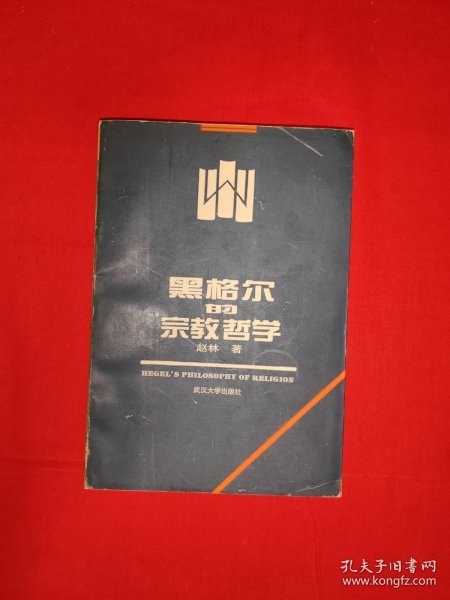 黑格尔
的
宗教哲学
赵林 著
HEGEL'S PHILOSOPHY OF RELIGION
武汉大学出版社
孔夫子旧书网
www.kongfz.com